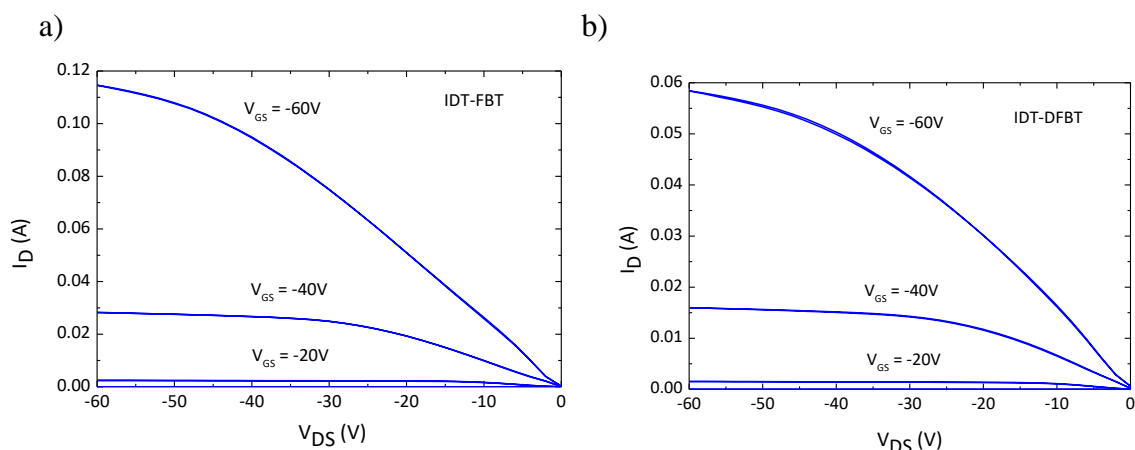 a)
0.12
0.10
0.08
0.06
0.04
0.02
0.00
-60
-50
-40
-30
-20
-10
0
I_D (A)
V_DS (V)
IDT-FBT
V_GS = -60V
V_GS = -40V
V_GS = -20V
b)
0.06
0.05
0.04
0.03
0.02
0.01
0.00
-60
-50
-40
-30
-20
-10
0
I_D (A)
V_DS (V)
IDT-DFBT
V_GS = -60V
V_GS = -40V
V_GS = -20V